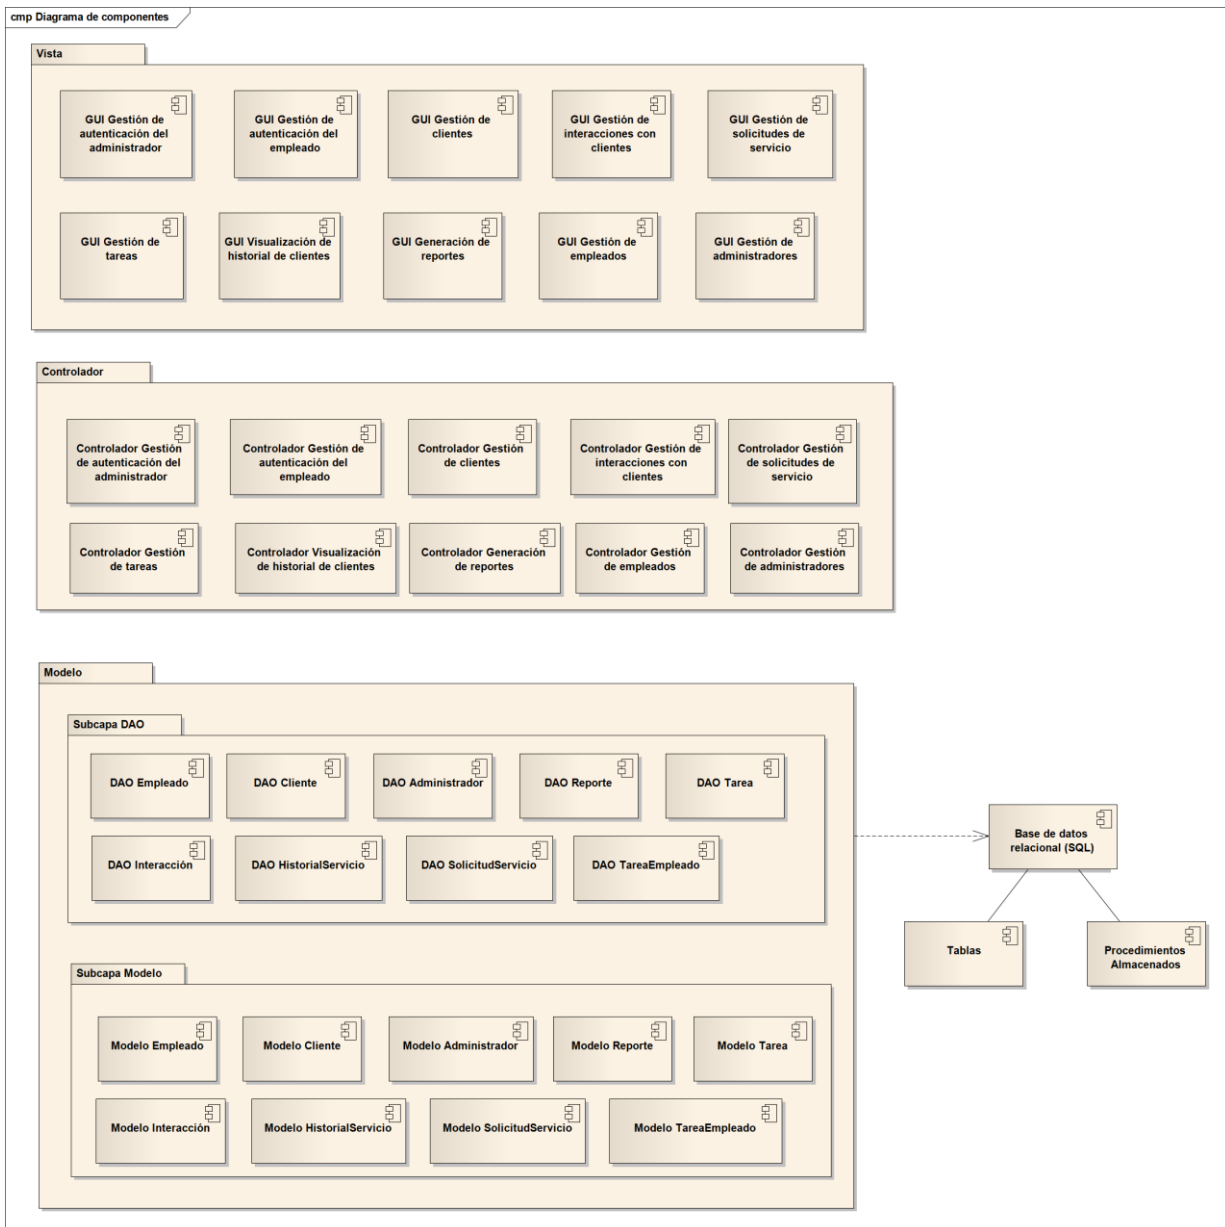 cmp Diagrama de componentes
Vista
GUI Gestión de
autenticación del
administrador
GUI Gestión de
autenticación del
empleado
GUI Gestión de
clientes
GUI Gestión de
interacciones con
clientes
GUI Gestión de
solicitudes de
servicio
GUI Gestión de
tareas
GUI Visualización de
historial de clientes
GUI Generación de
reportes
GUI Gestión de
empleados
GUI Gestión de
administradores
Controlador
Controlador Gestión
de autenticación del
administrador
Controlador Gestión de
autenticación del
empleado
Controlador Gestión
de clientes
Controlador Gestión de
interacciones con
clientes
Controlador Gestión
de solicitudes de
servicio
Controlador Gestión
de tareas
Controlador Visualización
de historial de clientes
Controlador Generación
de reportes
Controlador Gestión
de empleados
Controlador Gestión
de administradores
Modelo
Subcapa DAO
DAO Empleado
DAO Cliente
DAO Administrador
DAO Reporte
DAO Tarea
DAO Interacción
DAO HistorialServicio
DAO SolicitudServicio
DAO TareaEmpleado
Base de datos
relacional (SQL)
Tablas
Procedimientos
Almacenados
Subcapa Modelo
Modelo Empleado
Modelo Cliente
Modelo Administrador
Modelo Reporte
Modelo Tarea
Modelo Interacción
Modelo HistorialServicio
Modelo SolicitudServicio
Modelo TareaEmpleado